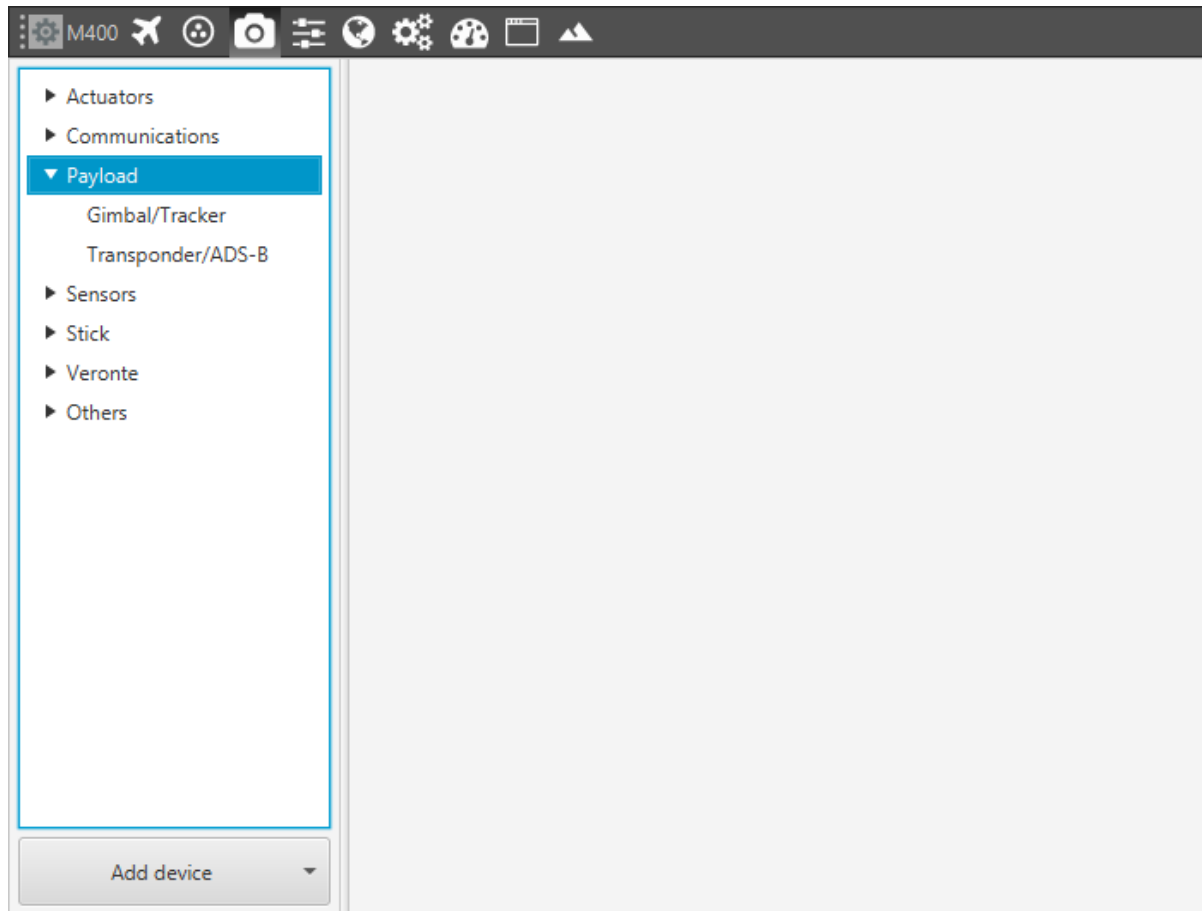 M400
Actuators
Communications
Payload
Gimbal/Tracker
Transponder/ADS-B
Sensors
Stick
Veronte
Others
Add device